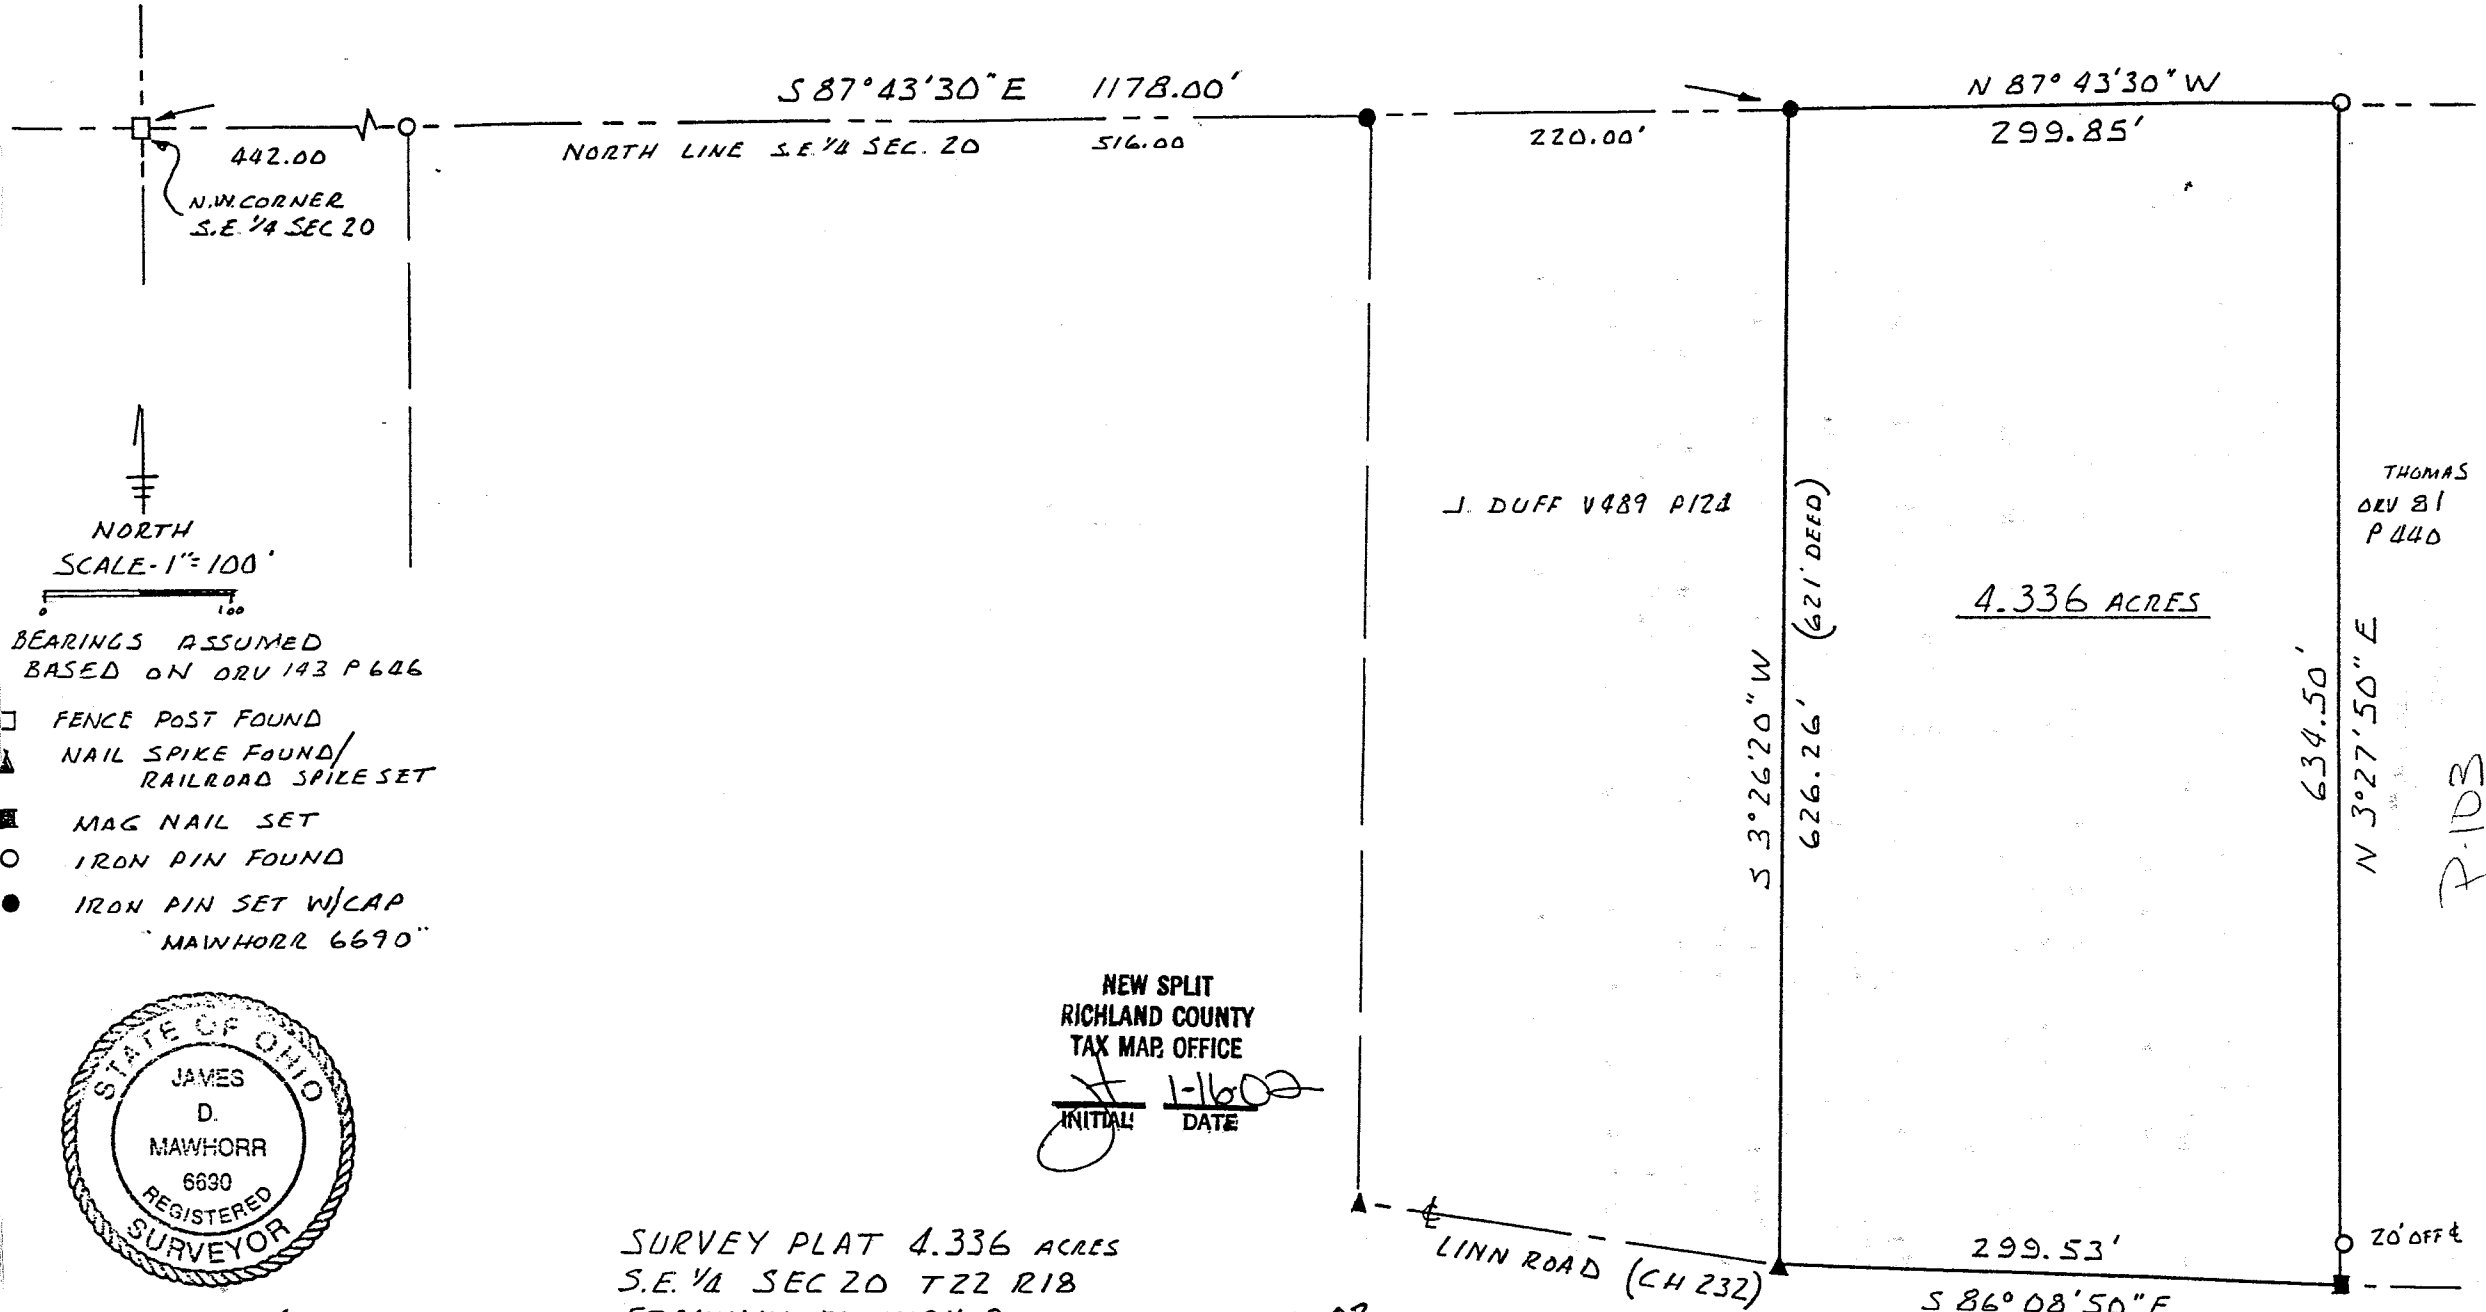 S 87°43'30" E 1178.00'
N 87° 43'30" W
442.00
NORTH LINE S.E. 1/4 SEC. 20
516.00
220.00'
299.85'
N.W. CORNER
S.E. 1/4 SEC 20
NORTH
SCALE - 1" = 100'
0 100
BEARINGS ASSUMED
BASED ON ORV 143 P 646
FENCE POST FOUND
NAIL SPIKE FOUND/
RAILROAD SPIKE SET
MAG NAIL SET
IRON PIN FOUND
IRON PIN SET W/CAP
"MAWHORR 6690"
J. DUFF V489 P124
S 3°26'20" W
626.26' (621' DEED)
4.336 ACRES
634.50'
N 3°27'50" E
THOMAS
ORV 81
P 440
P-103
NEW SPLIT
RICHLAND COUNTY
TAX MAP OFFICE
1-16-02
INITIAL DATE
STATE OF OHIO
JAMES
D.
MAWHORR
6690
REGISTERED
SURVEYOR
SURVEY PLAT 4.336 ACRES
S.E. 1/4 SEC 20 T22 R18
LINN ROAD (CH 232)
299.53'
S 86° 08'50" E
20' OFF ℄
℄